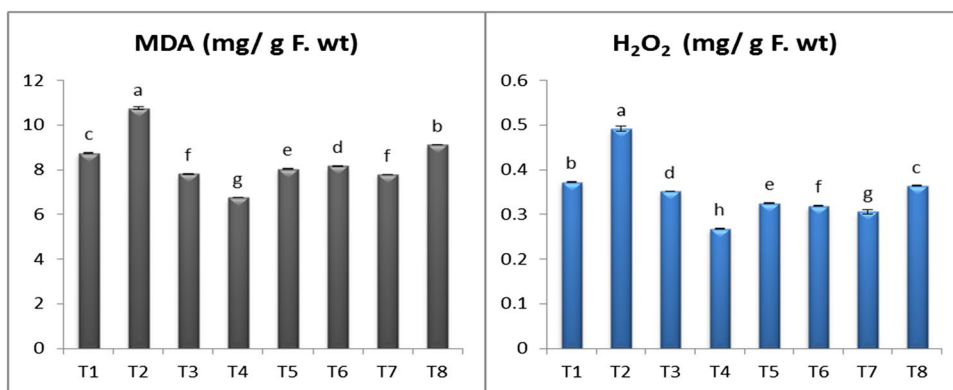 MDA (mg/ g F. wt)
12
10
8
6
4
2
0
c
a
f
g
e
d
f
b
T1 T2 T3 T4 T5 T6 T7 T8
H₂O₂ (mg/ g F. wt)
0.6
0.5
0.4
0.3
0.2
0.1
0
b
a
d
h
e
f
g
c
T1 T2 T3 T4 T5 T6 T7 T8